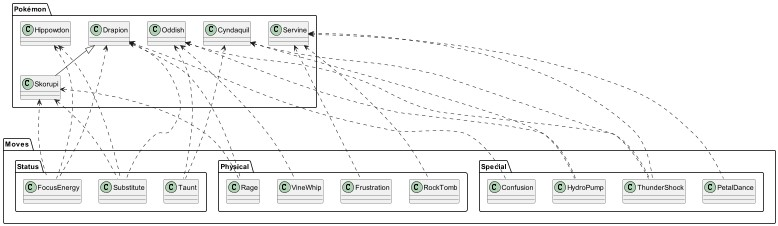 Pokémon
C Hippowdon
C Drapion
C Oddish
C Cyndaquil
C Servine
C Skorupi
Moves
Status
C FocusEnergy
C Substitute
C Taunt
Physical
C Rage
C VineWhip
C Frustration
C RockTomb
Special
C Confusion
C HydroPump
C ThunderShock
C PetalDance